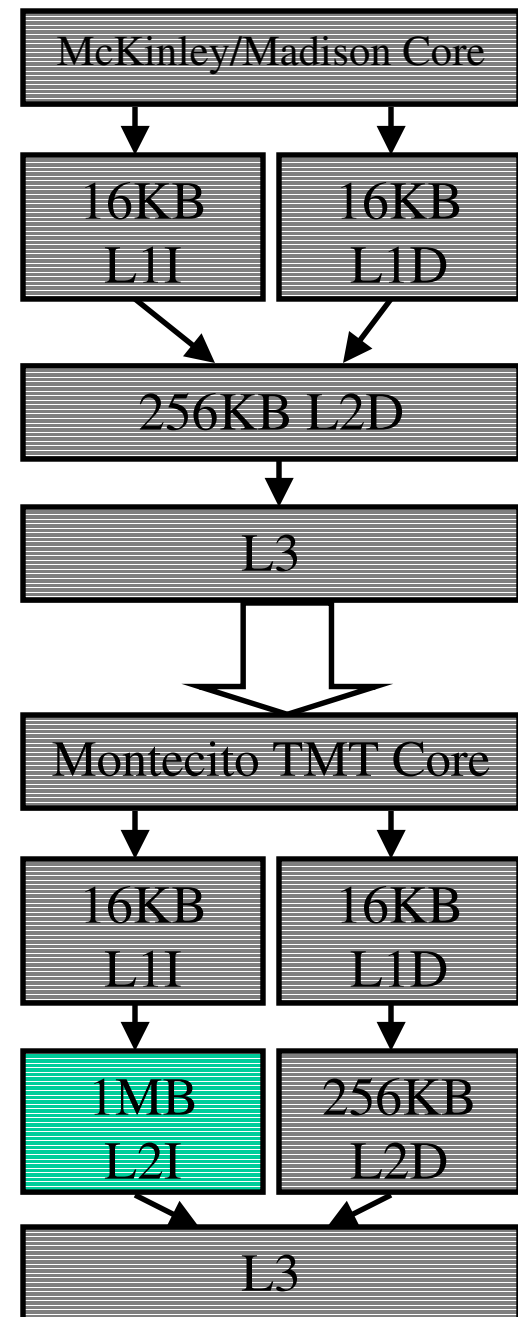 McKinley/Madison Core
16KB
L1I
16KB
L1D
256KB L2D
L3
Montecito TMT Core
16KB
L1I
16KB
L1D
1MB
L2I
256KB
L2D
L3